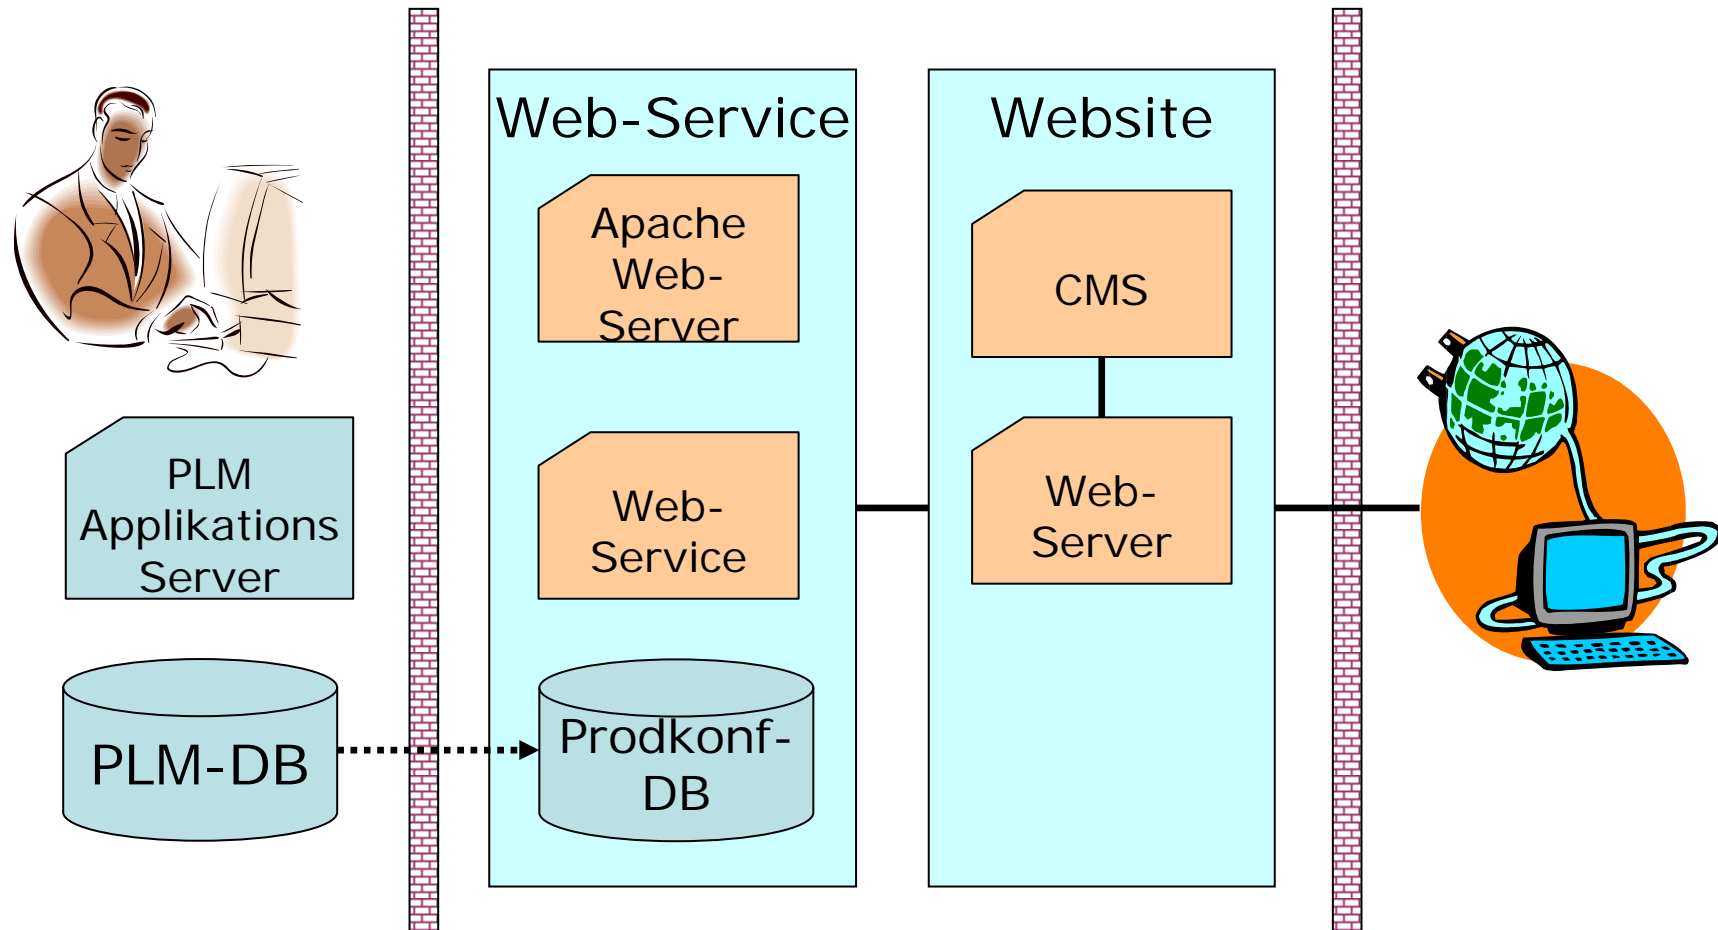 Web-Service
Apache
Web-
Server
Web-
Service
Prodkonf-
DB
Website
CMS
Web-
Server
PLM
Applikations
Server
PLM-DB